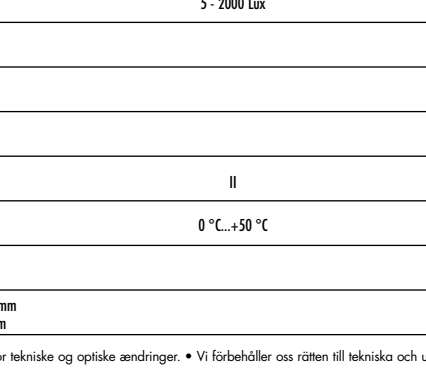 5 - 2000 Lux
II
0 °C...+50 °C
mm
m
or tekniske og optiske ændringer. • Vi förbehåller oss rätten till tekniska och u